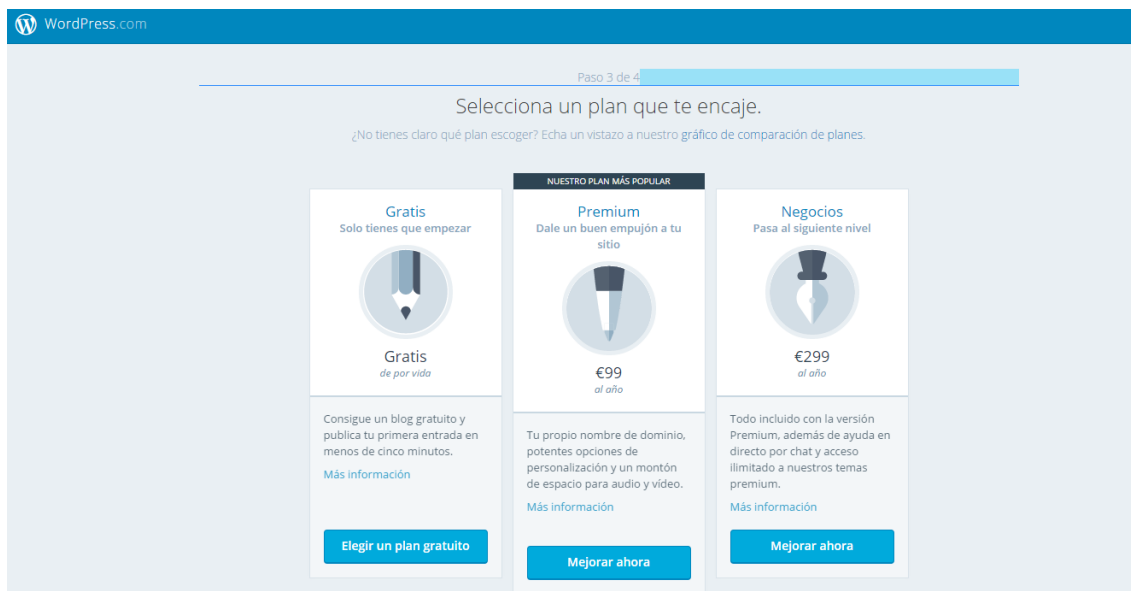 WordPress.com
Paso 3 de 4
Selecciona un plan que te encaje.
¿No tienes claro qué plan escoger? Echa un vistazo a nuestro gráfico de comparación de planes.
Gratis
Solo tienes que empezar
Gratis
de por vida
Consigue un blog gratuito y
publica tu primera entrada en
menos de cinco minutos.
Más información
Elegir un plan gratuito
NUESTRO PLAN MÁS POPULAR
Premium
Dale un buen empujón a tu
sitio
€99
al año
Tu propio nombre de dominio,
potentes opciones de
personalización y un montón
de espacio para audio y vídeo.
Más información
Mejorar ahora
Negocios
Pasa al siguiente nivel
€299
al año
Todo incluido con la versión
Premium, además de ayuda en
directo por chat y acceso
ilimitado a nuestros temas
premium.
Más información
Mejorar ahora